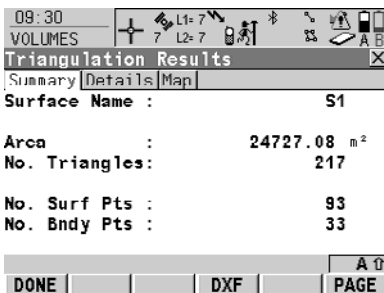 09:30
VOLUMES
7
L1= 7
L2= 7
A B
Triangulation Results
Summary Details Map
Surface Name : S1
Area : 24727.08 m²
No. Triangles: 217
No. Surf Pts : 93
No. Bndy Pts : 33
A
DONE DXF PAGE